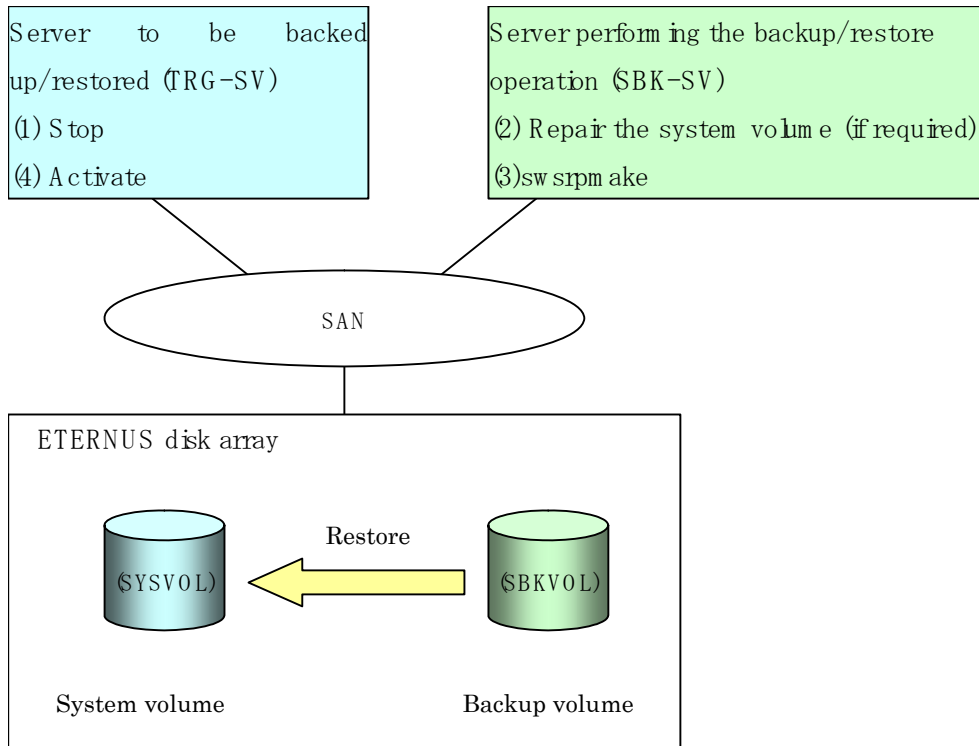 Server to be backed
up/restored (TRG-SV)
(1) Stop
(4) Activate
Server performing the backup/restore
operation (SBK-SV)
(2) Repair the system volume (if required)
(3)swsrpmake
SAN
ETERNUS disk array
Restore
(SYSVOL)
(SBKVOL)
System volume
Backup volume